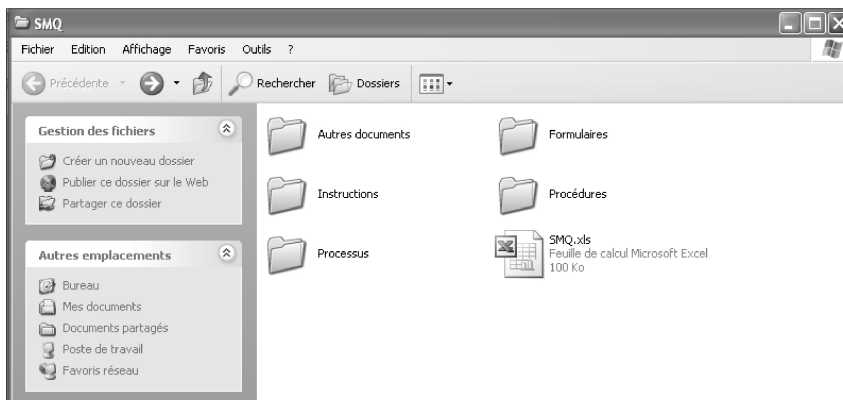 SMQ
Fichier Edition Affichage Favoris Outils ?
Précédente Rechercher Dossiers
Gestion des fichiers
Créer un nouveau dossier
Publier ce dossier sur le Web
Partager ce dossier
Autres emplacements
Bureau
Mes documents
Documents partagés
Poste de travail
Favoris réseau
Autres documents
Formulaires
Instructions
Procédures
Processus
SMQ.xls
Feuille de calcul Microsoft Excel
100 Ko